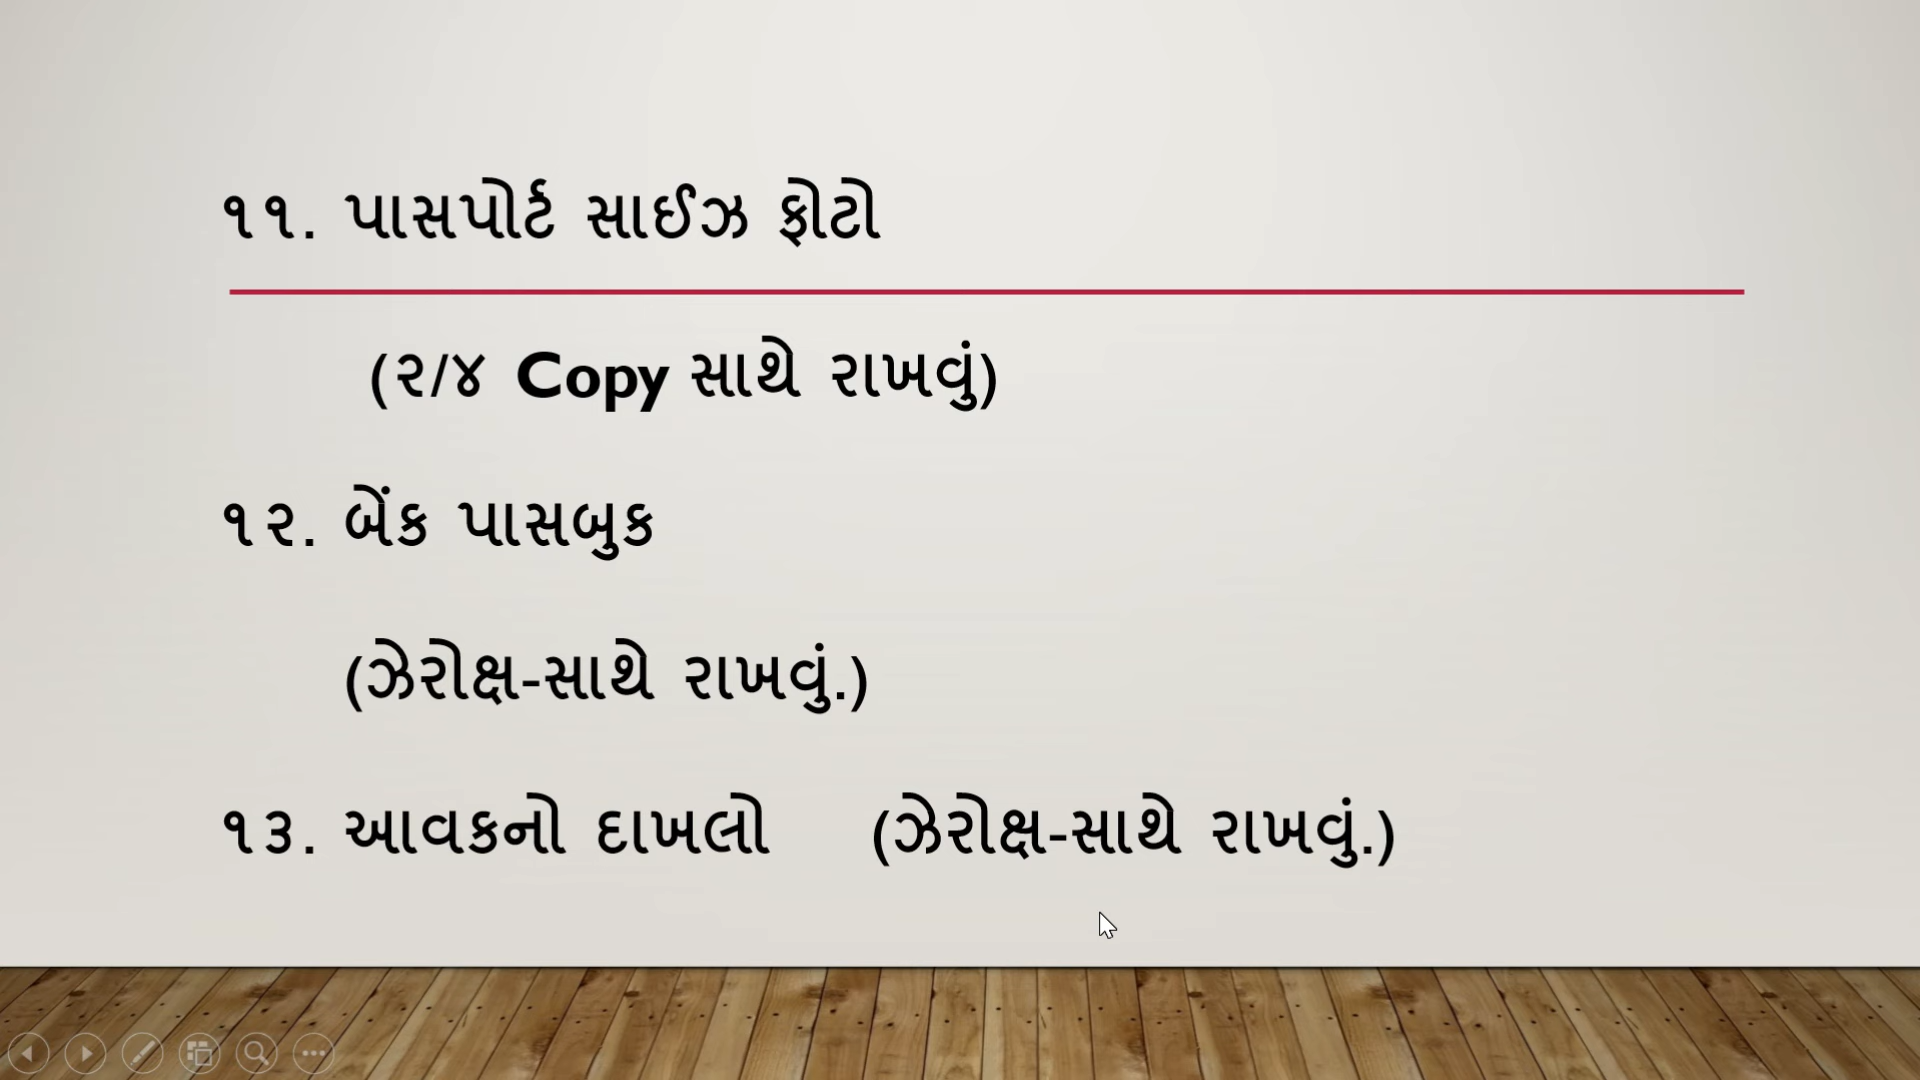 ૧૧. પાસપોર્ટ સાઈઝ ફોટો
(૨/૪ Copy સાથે રાખવું)
૧૨. બેંક પાસબુક
(ઝેરોક્ષ-સાથે રાખવું.)
૧૩. આવકનો દાખલો (ઝેરોક્ષ-સાથે રાખવું.)